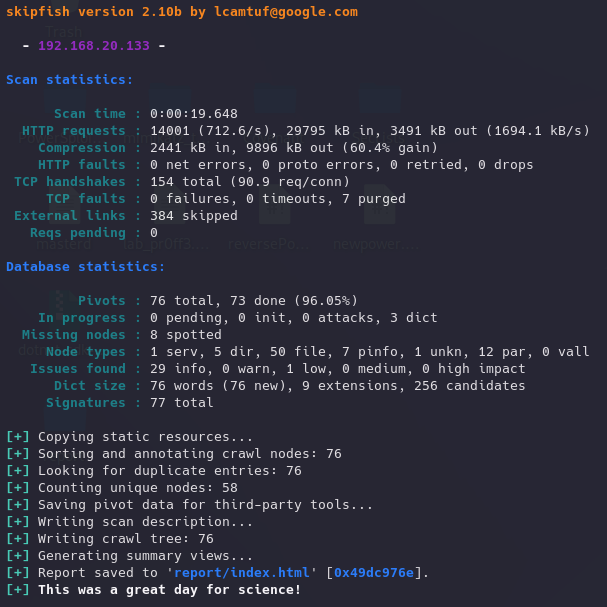 skipfish version 2.10b by lcamtuf@google.com
Trash
- 192.168.20.133 -
Scan statistics:
Scan time : 0:00:19.648
HTTP requests : 14001 (712.6/s), 29795 kB in, 3491 kB out (1694.1 kB/s)
Compression : 2441 kB in, 9896 kB out (60.4% gain)
HTTP faults : 0 net errors, 0 proto errors, 0 retried, 0 drops
TCP handshakes : 154 total (90.9 req/conn)
TCP faults : 0 failures, 0 timeouts, 7 purged
External links : 384 skipped
Reqs pending : 0
reversePo... newpower...
Database statistics:
Pivots : 76 total, 73 done (96.05%)
In progress : 0 pending, 0 init, 0 attacks, 3 dict
Missing nodes : 8 spotted
Node types : 1 serv, 5 dir, 50 file, 7 pinfo, 1 unkn, 12 par, 0 vall
Issues found : 29 info, 0 warn, 1 low, 0 medium, 0 high impact
Dict size : 76 words (76 new), 9 extensions, 256 candidates
Signatures : 77 total
[+] Copying static resources...
[+] Sorting and annotating crawl nodes: 76
[+] Looking for duplicate entries: 76
[+] Counting unique nodes: 58
[+] Saving pivot data for third-party tools...
[+] Writing scan description...
[+] Writing crawl tree: 76
[+] Generating summary views...
[+] Report saved to 'report/index.html' [0x49dc976e].
[+] This was a great day for science!